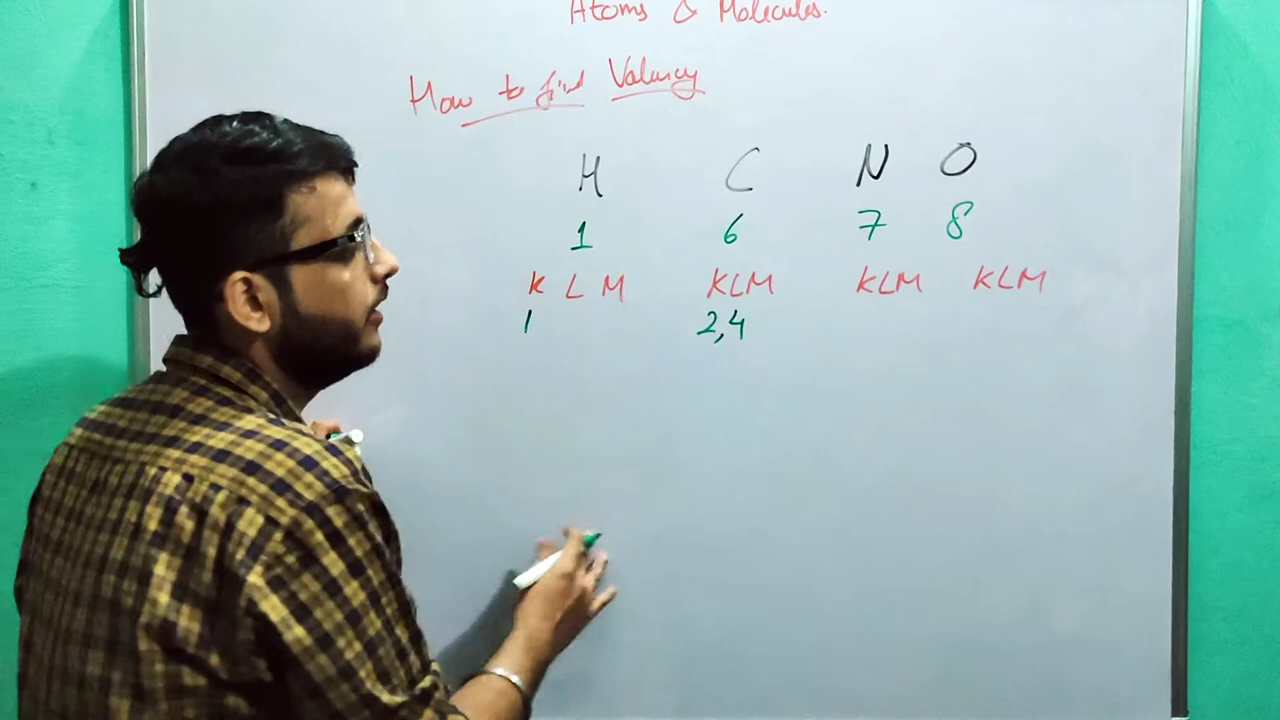 Atoms & Molecules.
How to find Valency
H C N O
1 6 7 8
K L M KLM KLM KLM
1 2,4